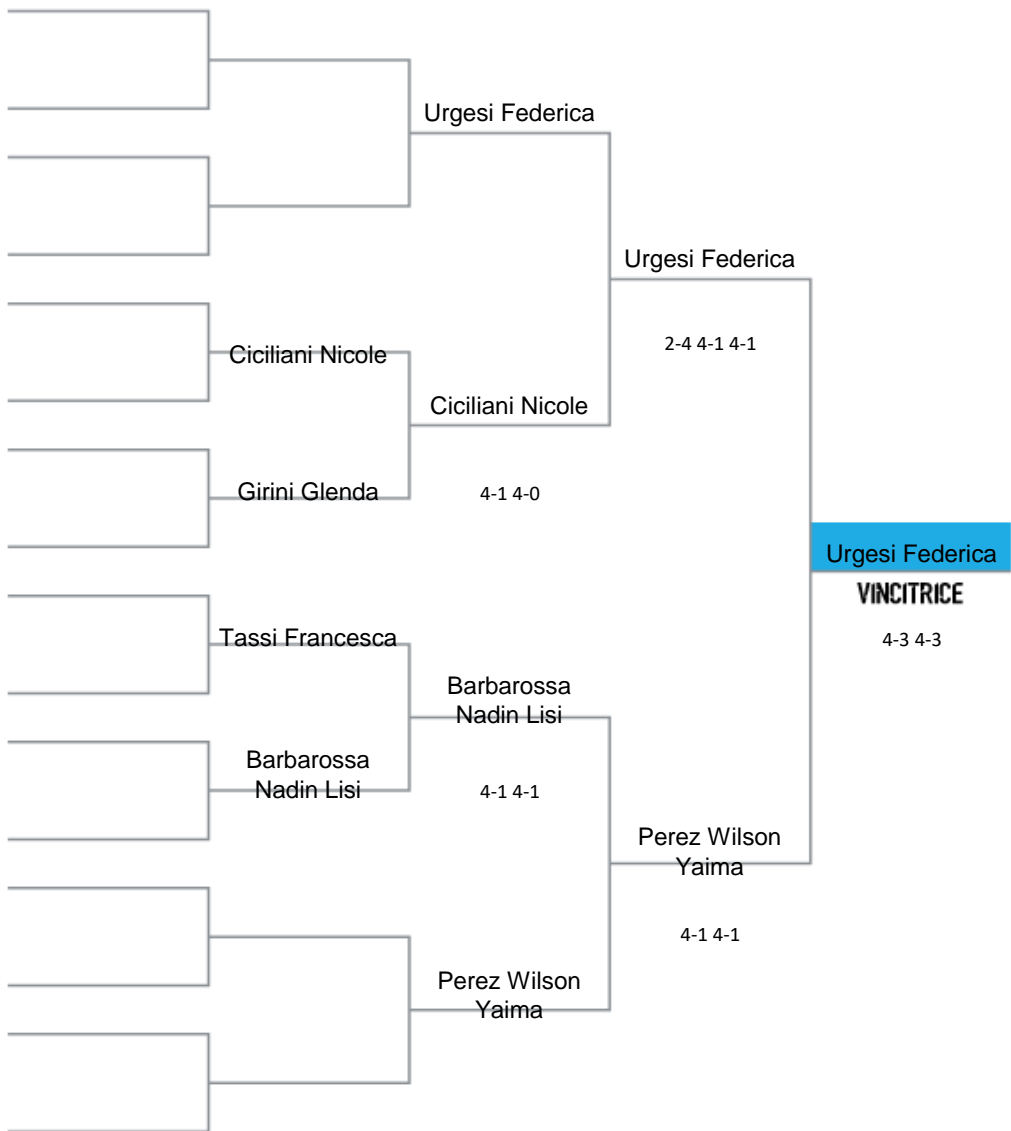 Urgesi Federica
Urgesi Federica
2-4 4-1 4-1
Ciciliani Nicole
Ciciliani Nicole
Girini Glenda
4-1 4-0
Urgesi Federica
VINCITRICE
4-3 4-3
Tassi Francesca
Barbarossa
Nadin Lisi
Barbarossa
Nadin Lisi
4-1 4-1
Perez Wilson
Yaima
4-1 4-1
Perez Wilson
Yaima